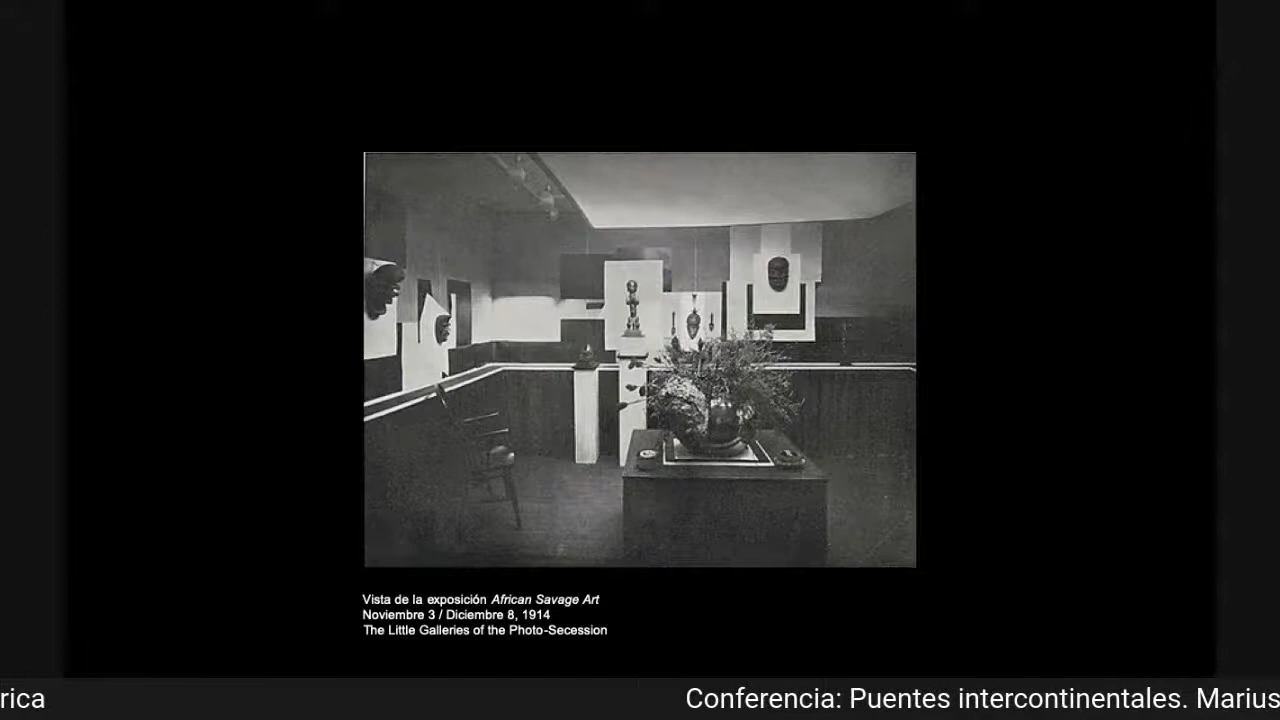 Vista de la exposición African Savage Art
Noviembre 3 / Diciembre 8, 1914
The Little Galleries of the Photo-Secession
rica
Conferencia: Puentes intercontinentales. Marius